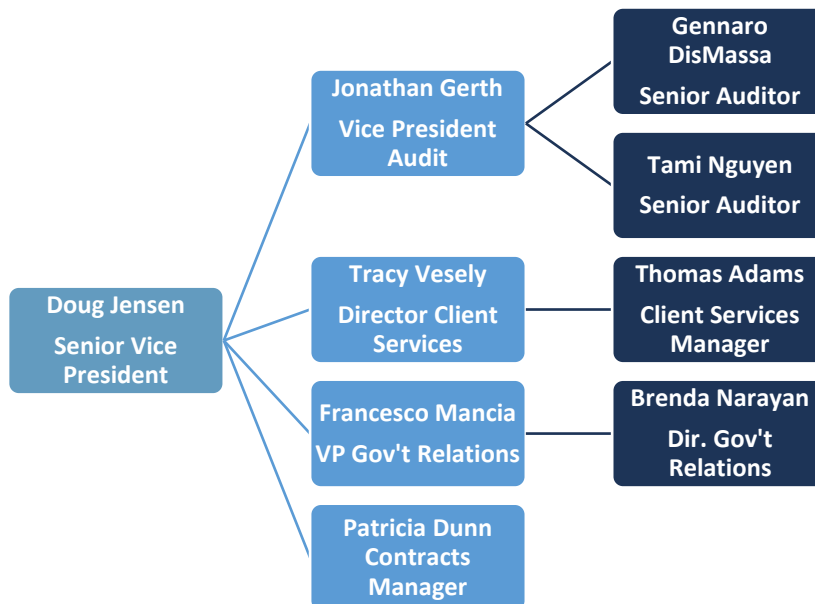 Doug Jensen
Senior Vice
President
Jonathan Gerth
Vice President
Audit
Gennaro
DisMassa
Senior Auditor
Tami Nguyen
Senior Auditor
Tracy Vesely
Director Client
Services
Thomas Adams
Client Services
Manager
Francesco Mancia
VP Gov't Relations
Brenda Narayan
Dir. Gov't
Relations
Patricia Dunn
Contracts
Manager